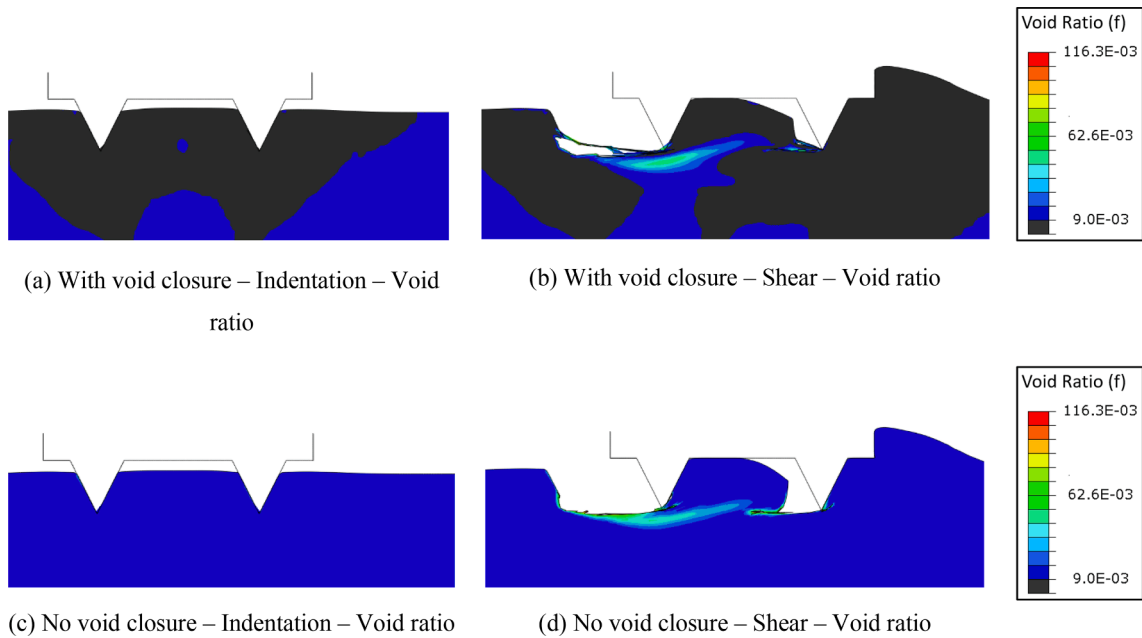 Void Ratio (f)
116.3E-03
62.6E-03
9.0E-03
(a) With void closure – Indentation – Void
ratio
(b) With void closure – Shear – Void ratio
Void Ratio (f)
116.3E-03
62.6E-03
9.0E-03
(c) No void closure – Indentation – Void ratio
(d) No void closure – Shear – Void ratio